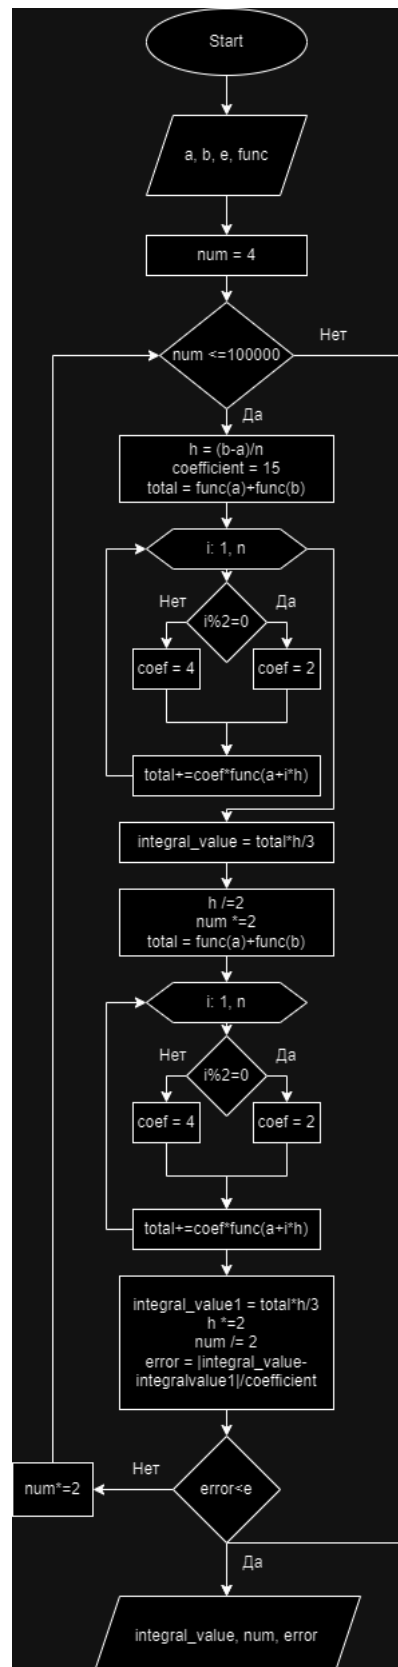 Start
a, b, e, func
num = 4
num <=100000
Нет
Да
h = (b-a)/n
coefficient = 15
total = func(a)+func(b)
i: 1, n
Нет
Да
i%2=0
coef = 4
coef = 2
total+=coef*func(a+i*h)
integral_value = total*h/3
h /=2
num *=2
total = func(a)+func(b)
i: 1, n
Нет
Да
i%2=0
coef = 4
coef = 2
total+=coef*func(a+i*h)
integral_value1 = total*h/3
h *=2
num /= 2
error = |integral_value-
integralvalue1|/coefficient
Нет
num*=2
error<e
Да
integral_value, num, error